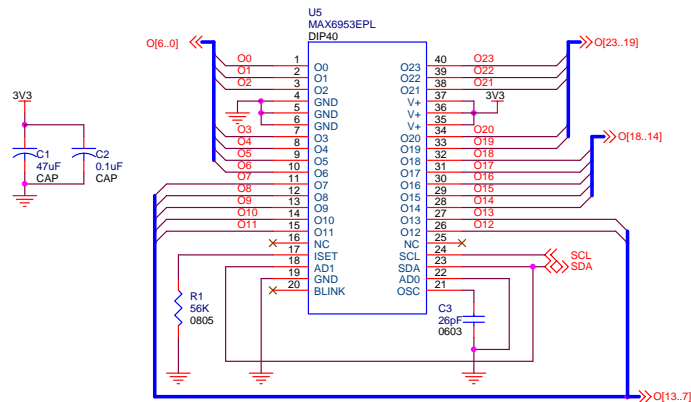 U5
MAX6953EPL
DIP40
O[6..0]
O[23..19]
O0 1 O0 O23 40 O23
O1 2 O1 O22 39 O22
O2 3 O2 O21 38 O21
4 GND V+ 37
5 GND V+ 36 3V3
6 GND V+ 35
O3 7 O3 O20 34 O20
O4 8 O4 O19 33 O19
O5 9 O5 O18 32 O18
O6 10 O6 O17 31 O17
O7 11 O7 O16 30 O16
O8 12 O8 O15 29 O15
O9 13 O9 O14 28 O14
O10 14 O10 O13 27 O13
O11 15 O11 O12 26 O12
16 NC NC 25
17 ISET SCL 24 SCL
18 AD1 SDA 23 SDA
19 GND AD0 22
20 BLINK OSC 21
O[18..14]
3V3
C1
47uF
CAP
C2
0.1uF
CAP
R1
56K
0805
C3
26pF
0603
O[13..7]